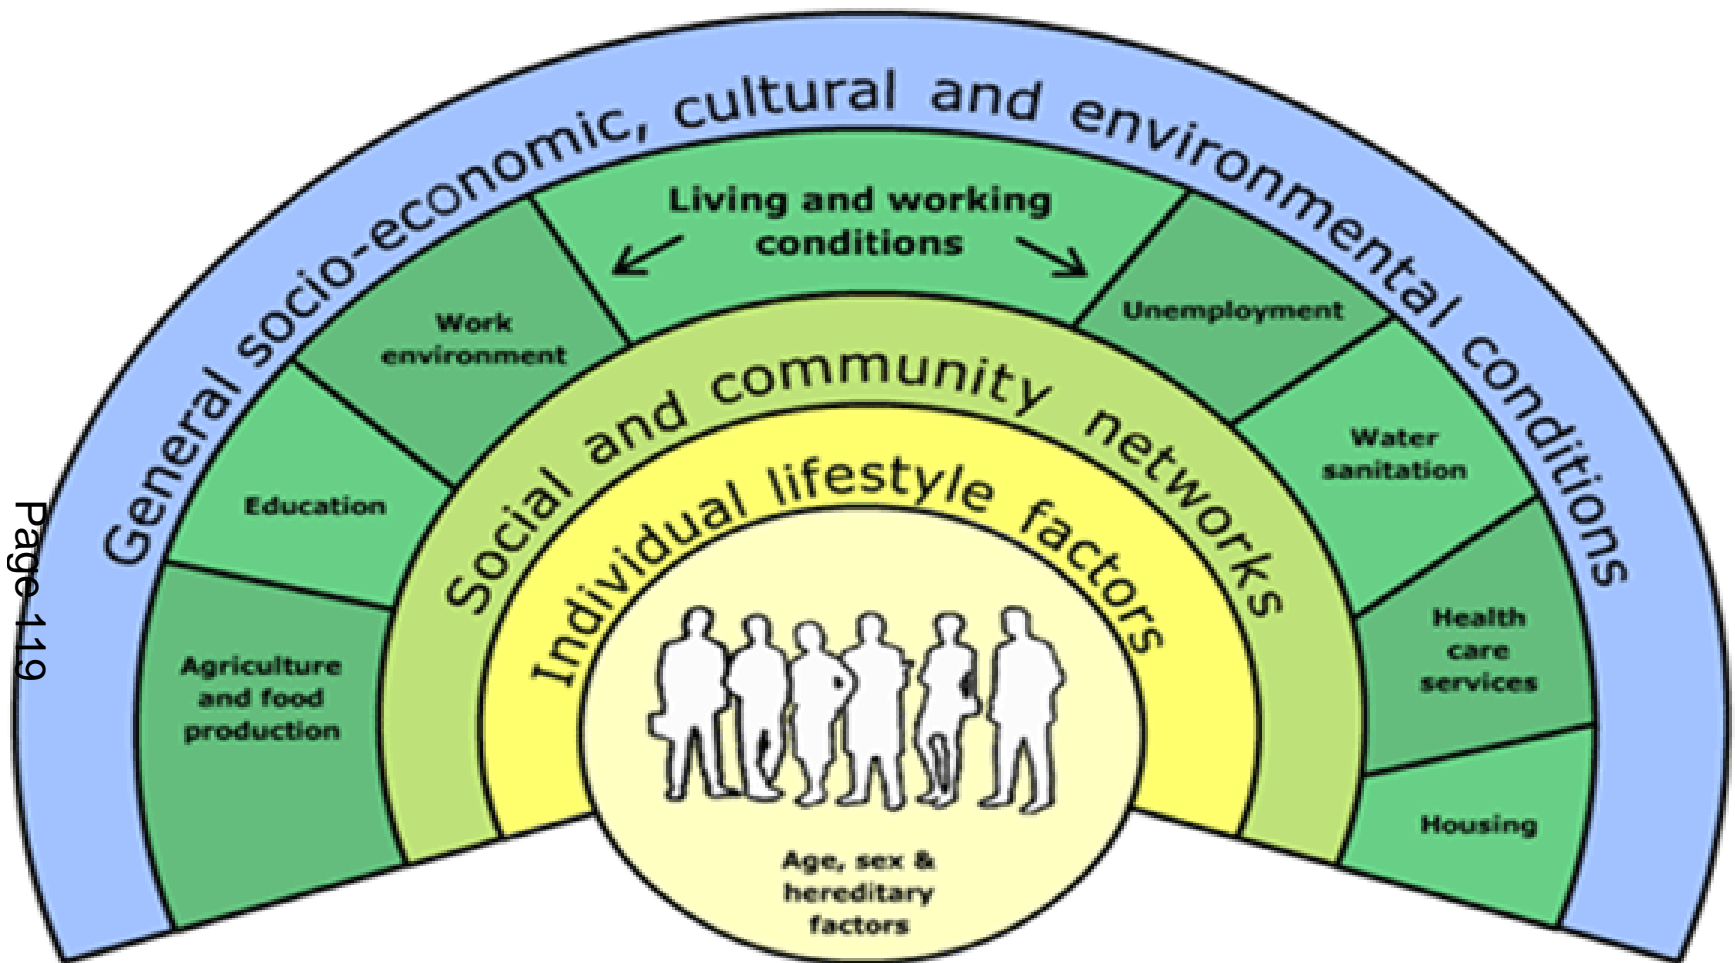 General socio-economic, cultural and environmental conditions
Living and working
conditions
Work
environment
Unemployment
Education
Water
sanitation
Agriculture
and food
production
Health
care
services
Housing
Social and community networks
Individual lifestyle factors
Age, sex &
hereditary
factors
Page 119